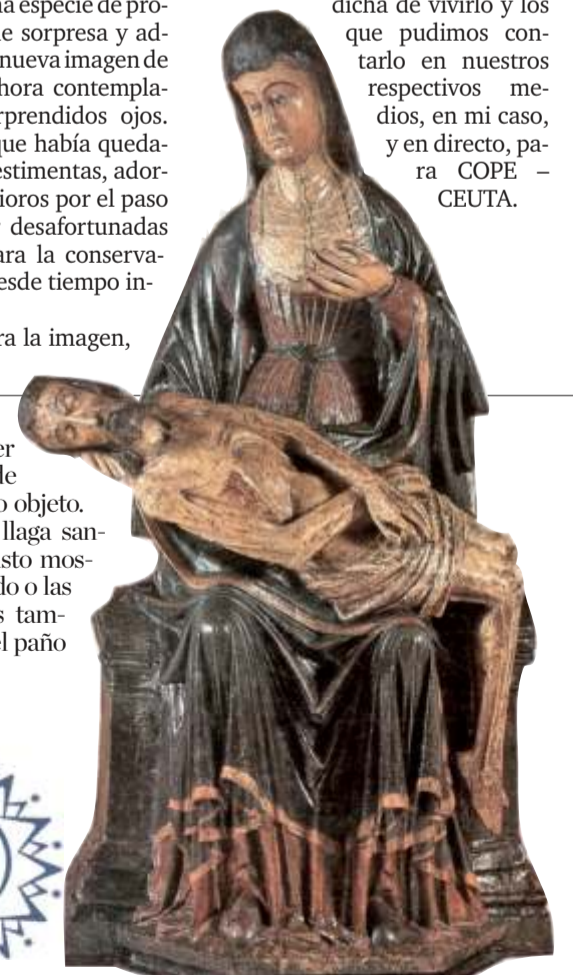 especie de pro-
sorpresa y ad-
nueva imagen de
hora contempla-
rprendidos ojos.
que había queda-
estimentas, ador-
ioros por el paso
desafortunadas
ara la conserva-
esde tiempo in-
ra la imagen,
dicha de vivirlo y los
que pudimos con-
tarlo en nuestros
respectivos me-
dios, en mi caso,
y en directo, pa-
ra COPE –
CEUTA.
er
de
o objeto.
llaga san-
isto mos-
do o las
s tam-
el paño